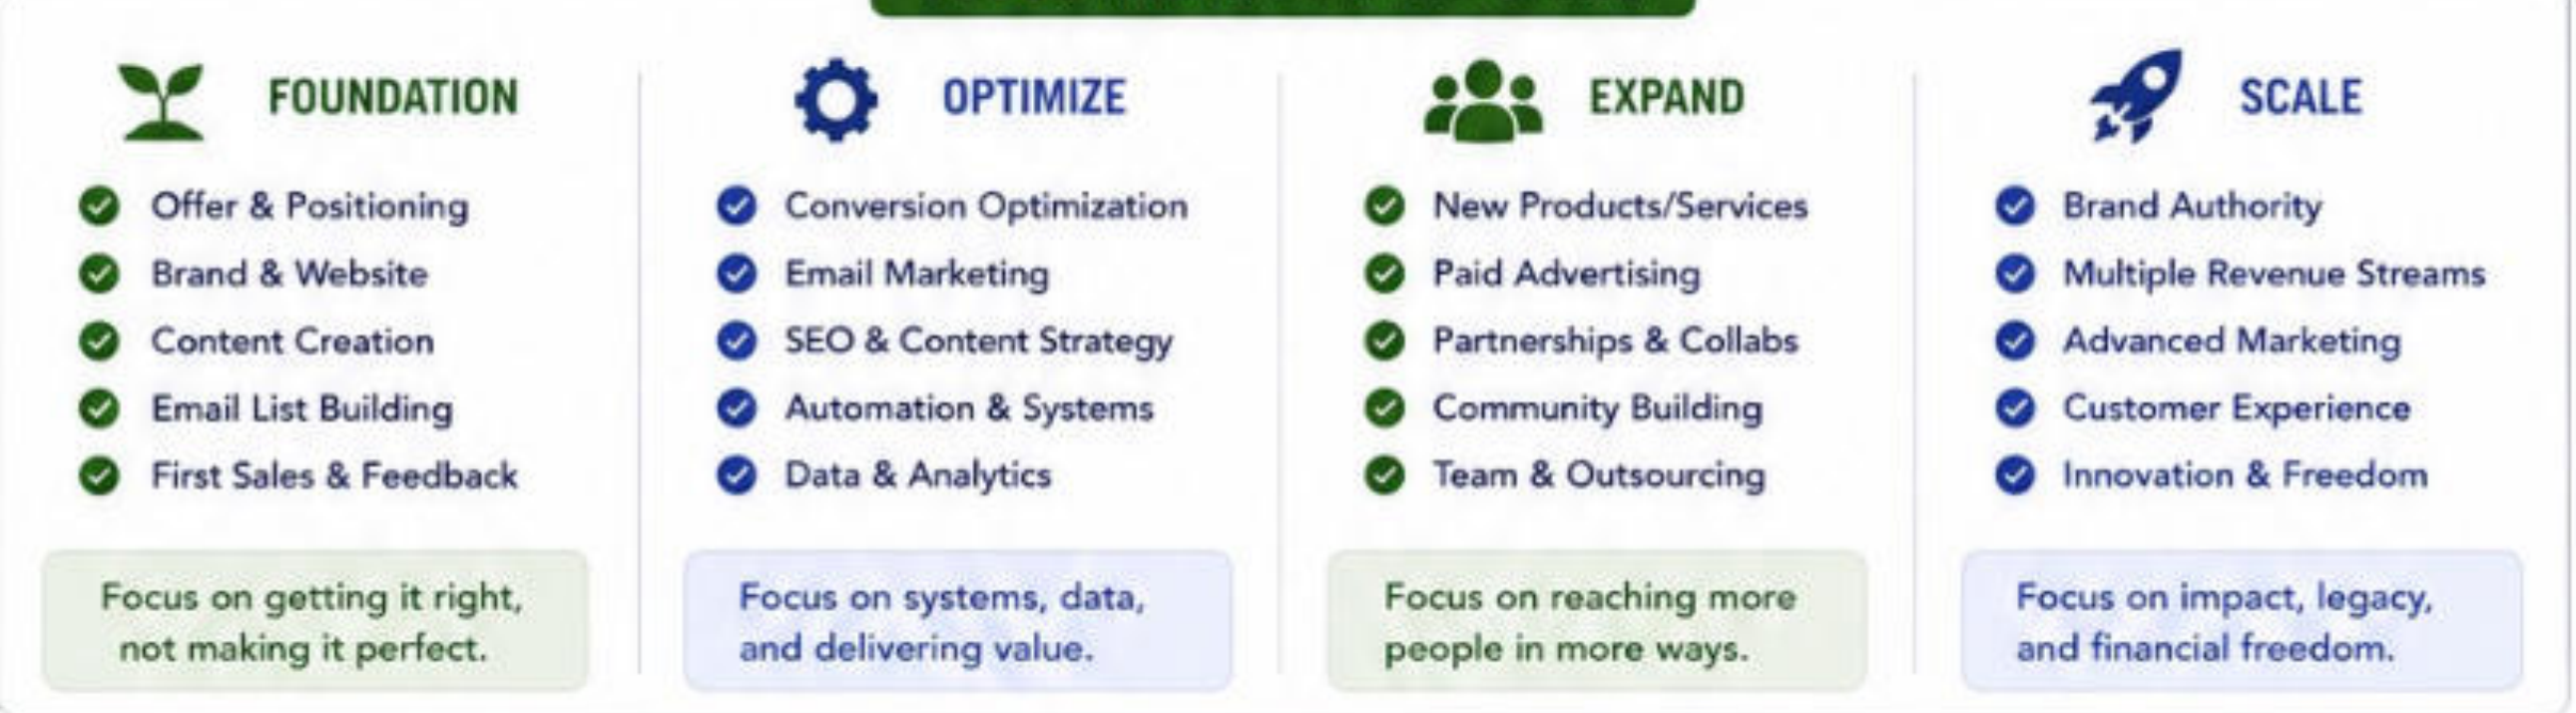 FOUNDATION
Offer & Positioning
Brand & Website
Content Creation
Email List Building
First Sales & Feedback
Focus on getting it right,
not making it perfect.
OPTIMIZE
Conversion Optimization
Email Marketing
SEO & Content Strategy
Automation & Systems
Data & Analytics
Focus on systems, data,
and delivering value.
EXPAND
New Products/Services
Paid Advertising
Partnerships & Collabs
Community Building
Team & Outsourcing
Focus on reaching more
people in more ways.
SCALE
Brand Authority
Multiple Revenue Streams
Advanced Marketing
Customer Experience
Innovation & Freedom
Focus on impact, legacy,
and financial freedom.